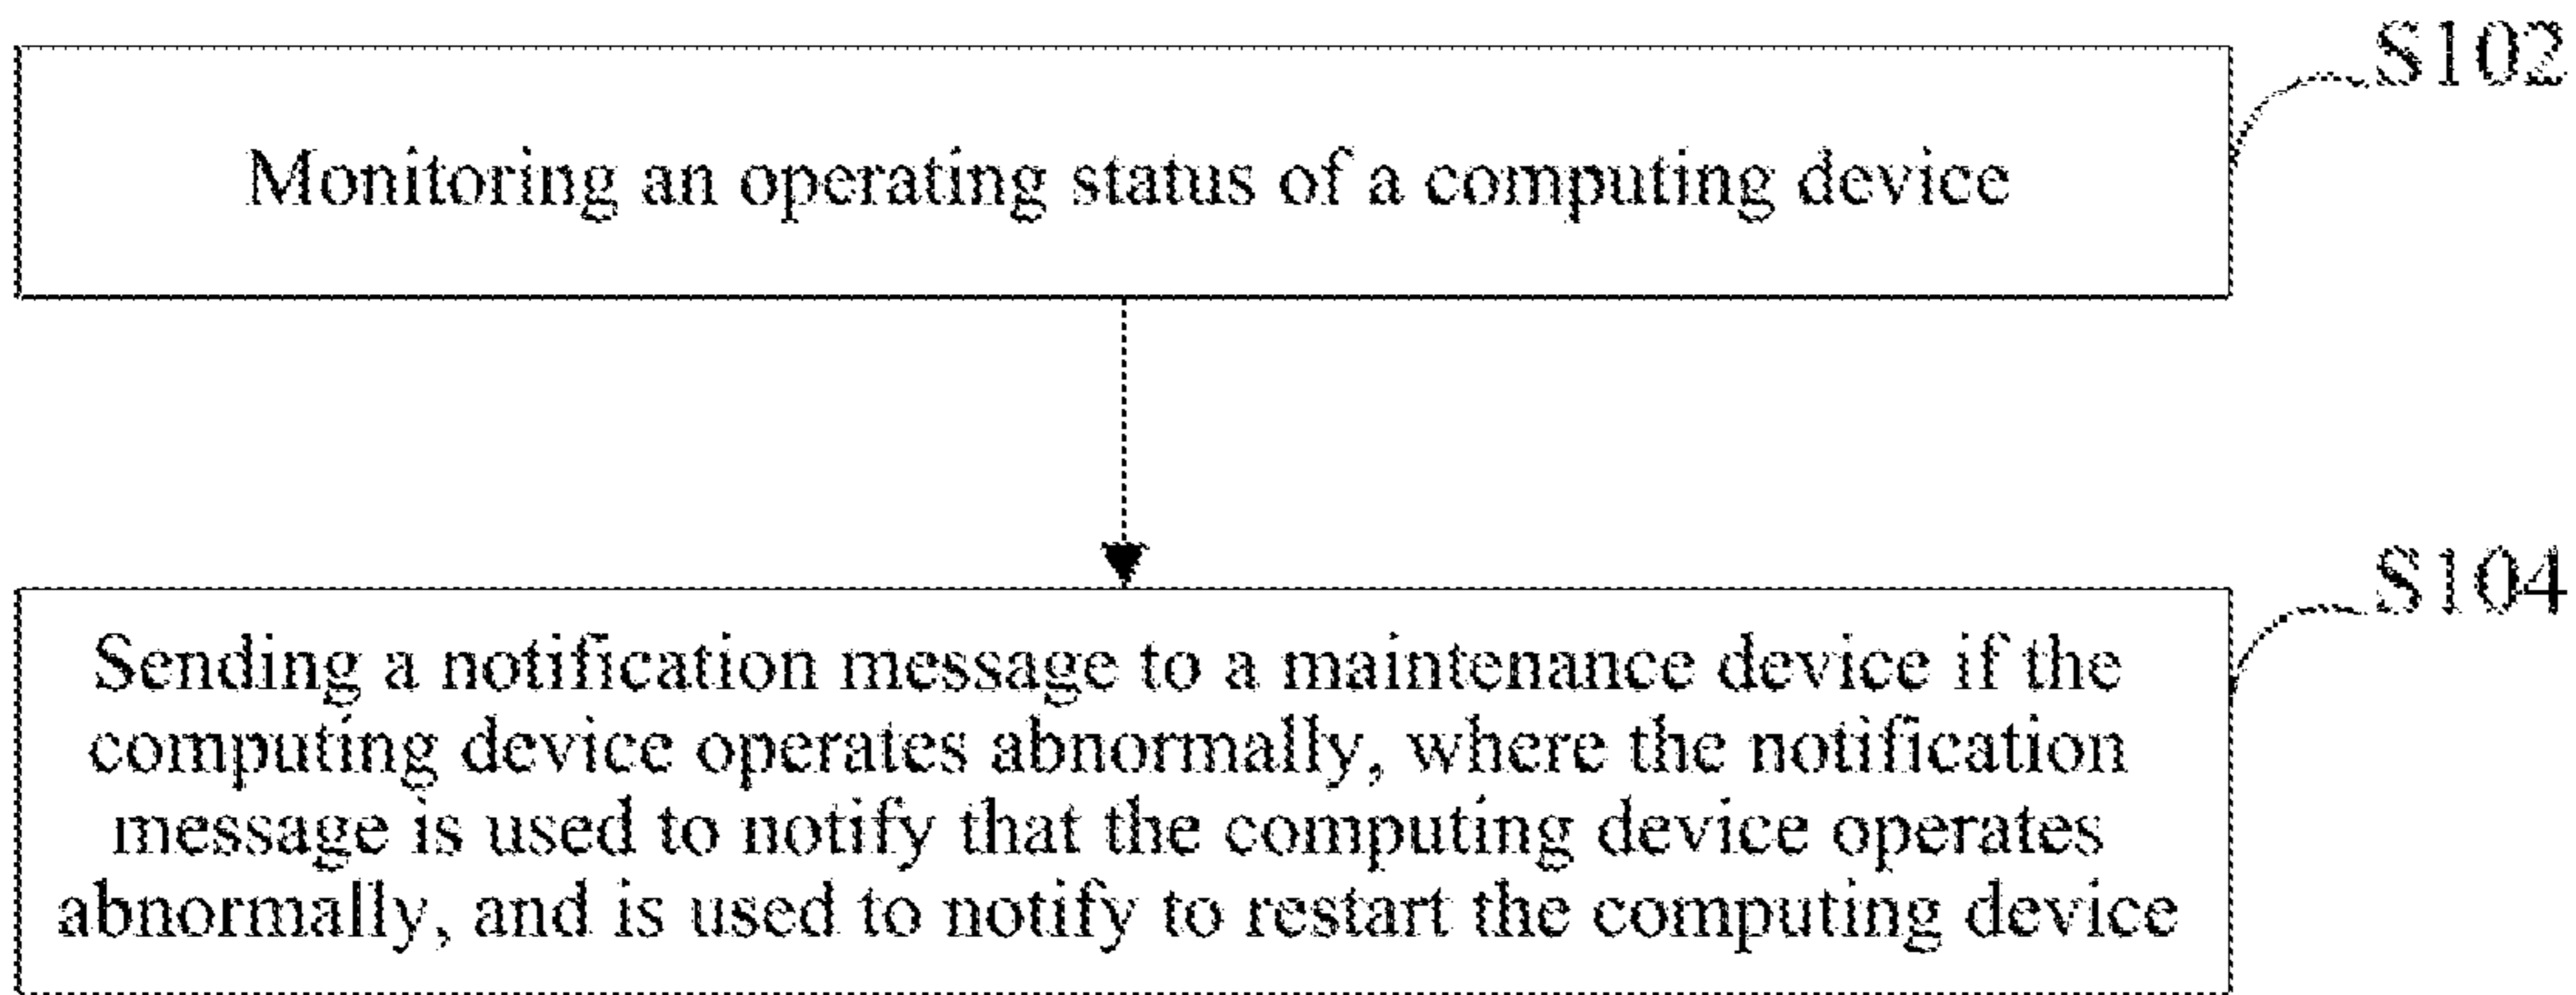 S102
Monitoring an operating status of a computing device
S104
Sending a notification message to a maintenance device if the
computing device operates abnormally, where the notification
message is used to notify that the computing device operates
abnormally, and is used to notify to restart the computing device